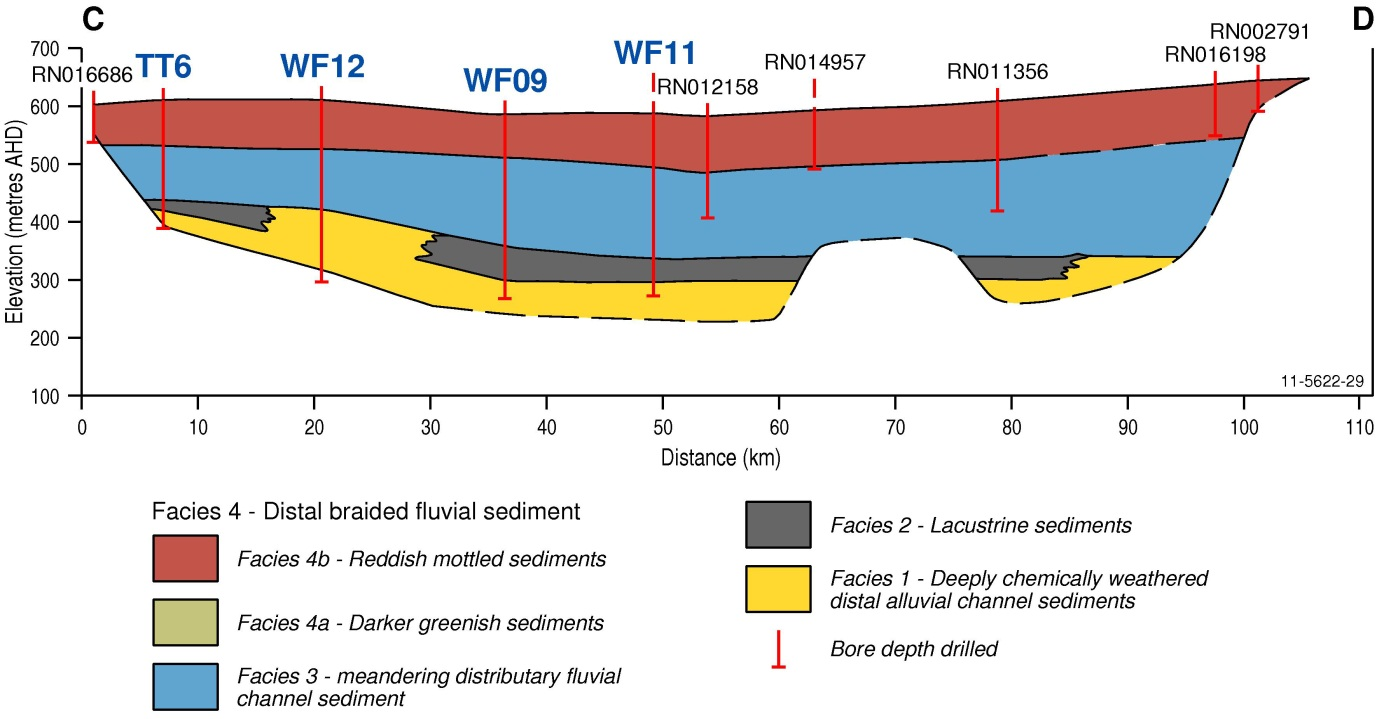 C
D
RN002791
RN016198
RN014957
RN011356
RN012158
RN016686
TT6
WF12
WF09
WF11
Elevation (metres AHD)
700
600
500
400
300
200
100
11-5622-29
0 10 20 30 40 50 60 70 80 90 100 110
Distance (km)
Facies 4 - Distal braided fluvial sediment
Facies 4b - Reddish mottled sediments
Facies 4a - Darker greenish sediments
Facies 3 - meandering distributary fluvial
channel sediment
Facies 2 - Lacustrine sediments
Facies 1 - Deeply chemically weathered
distal alluvial channel sediments
Bore depth drilled